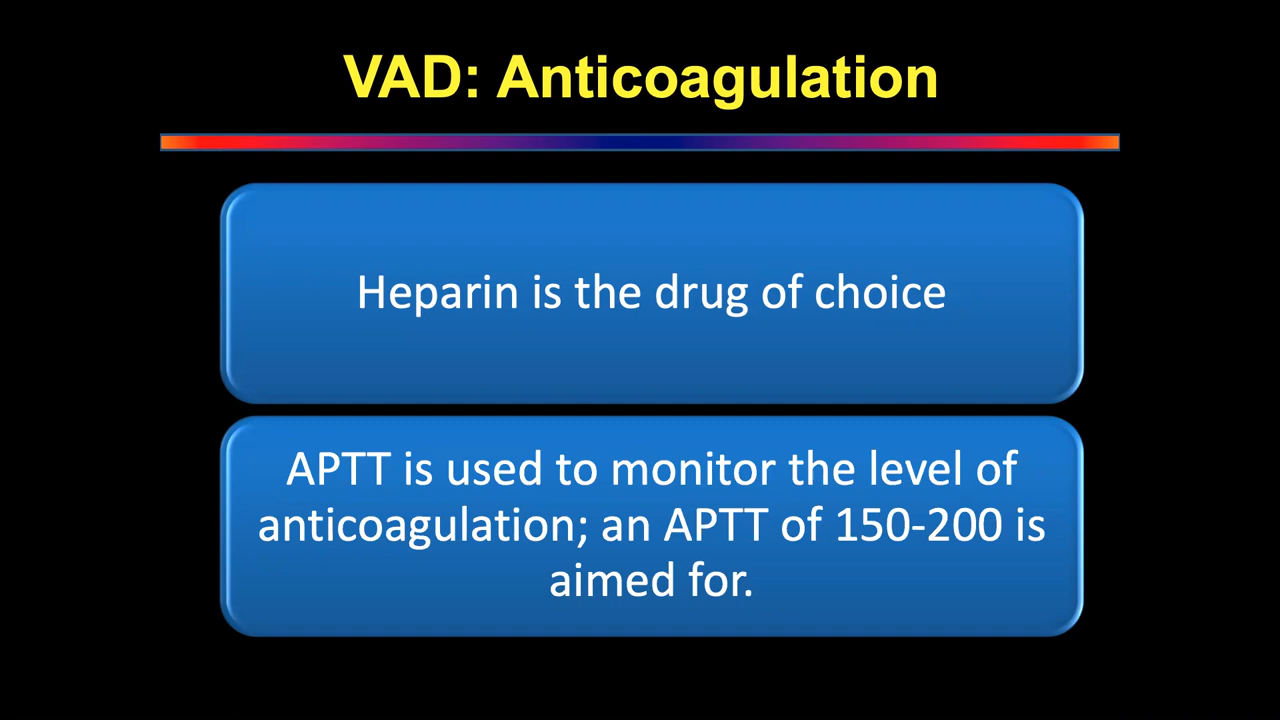 VAD: Anticoagulation
Heparin is the drug of choice
APTT is used to monitor the level of
anticoagulation; an APTT of 150-200 is
aimed for.